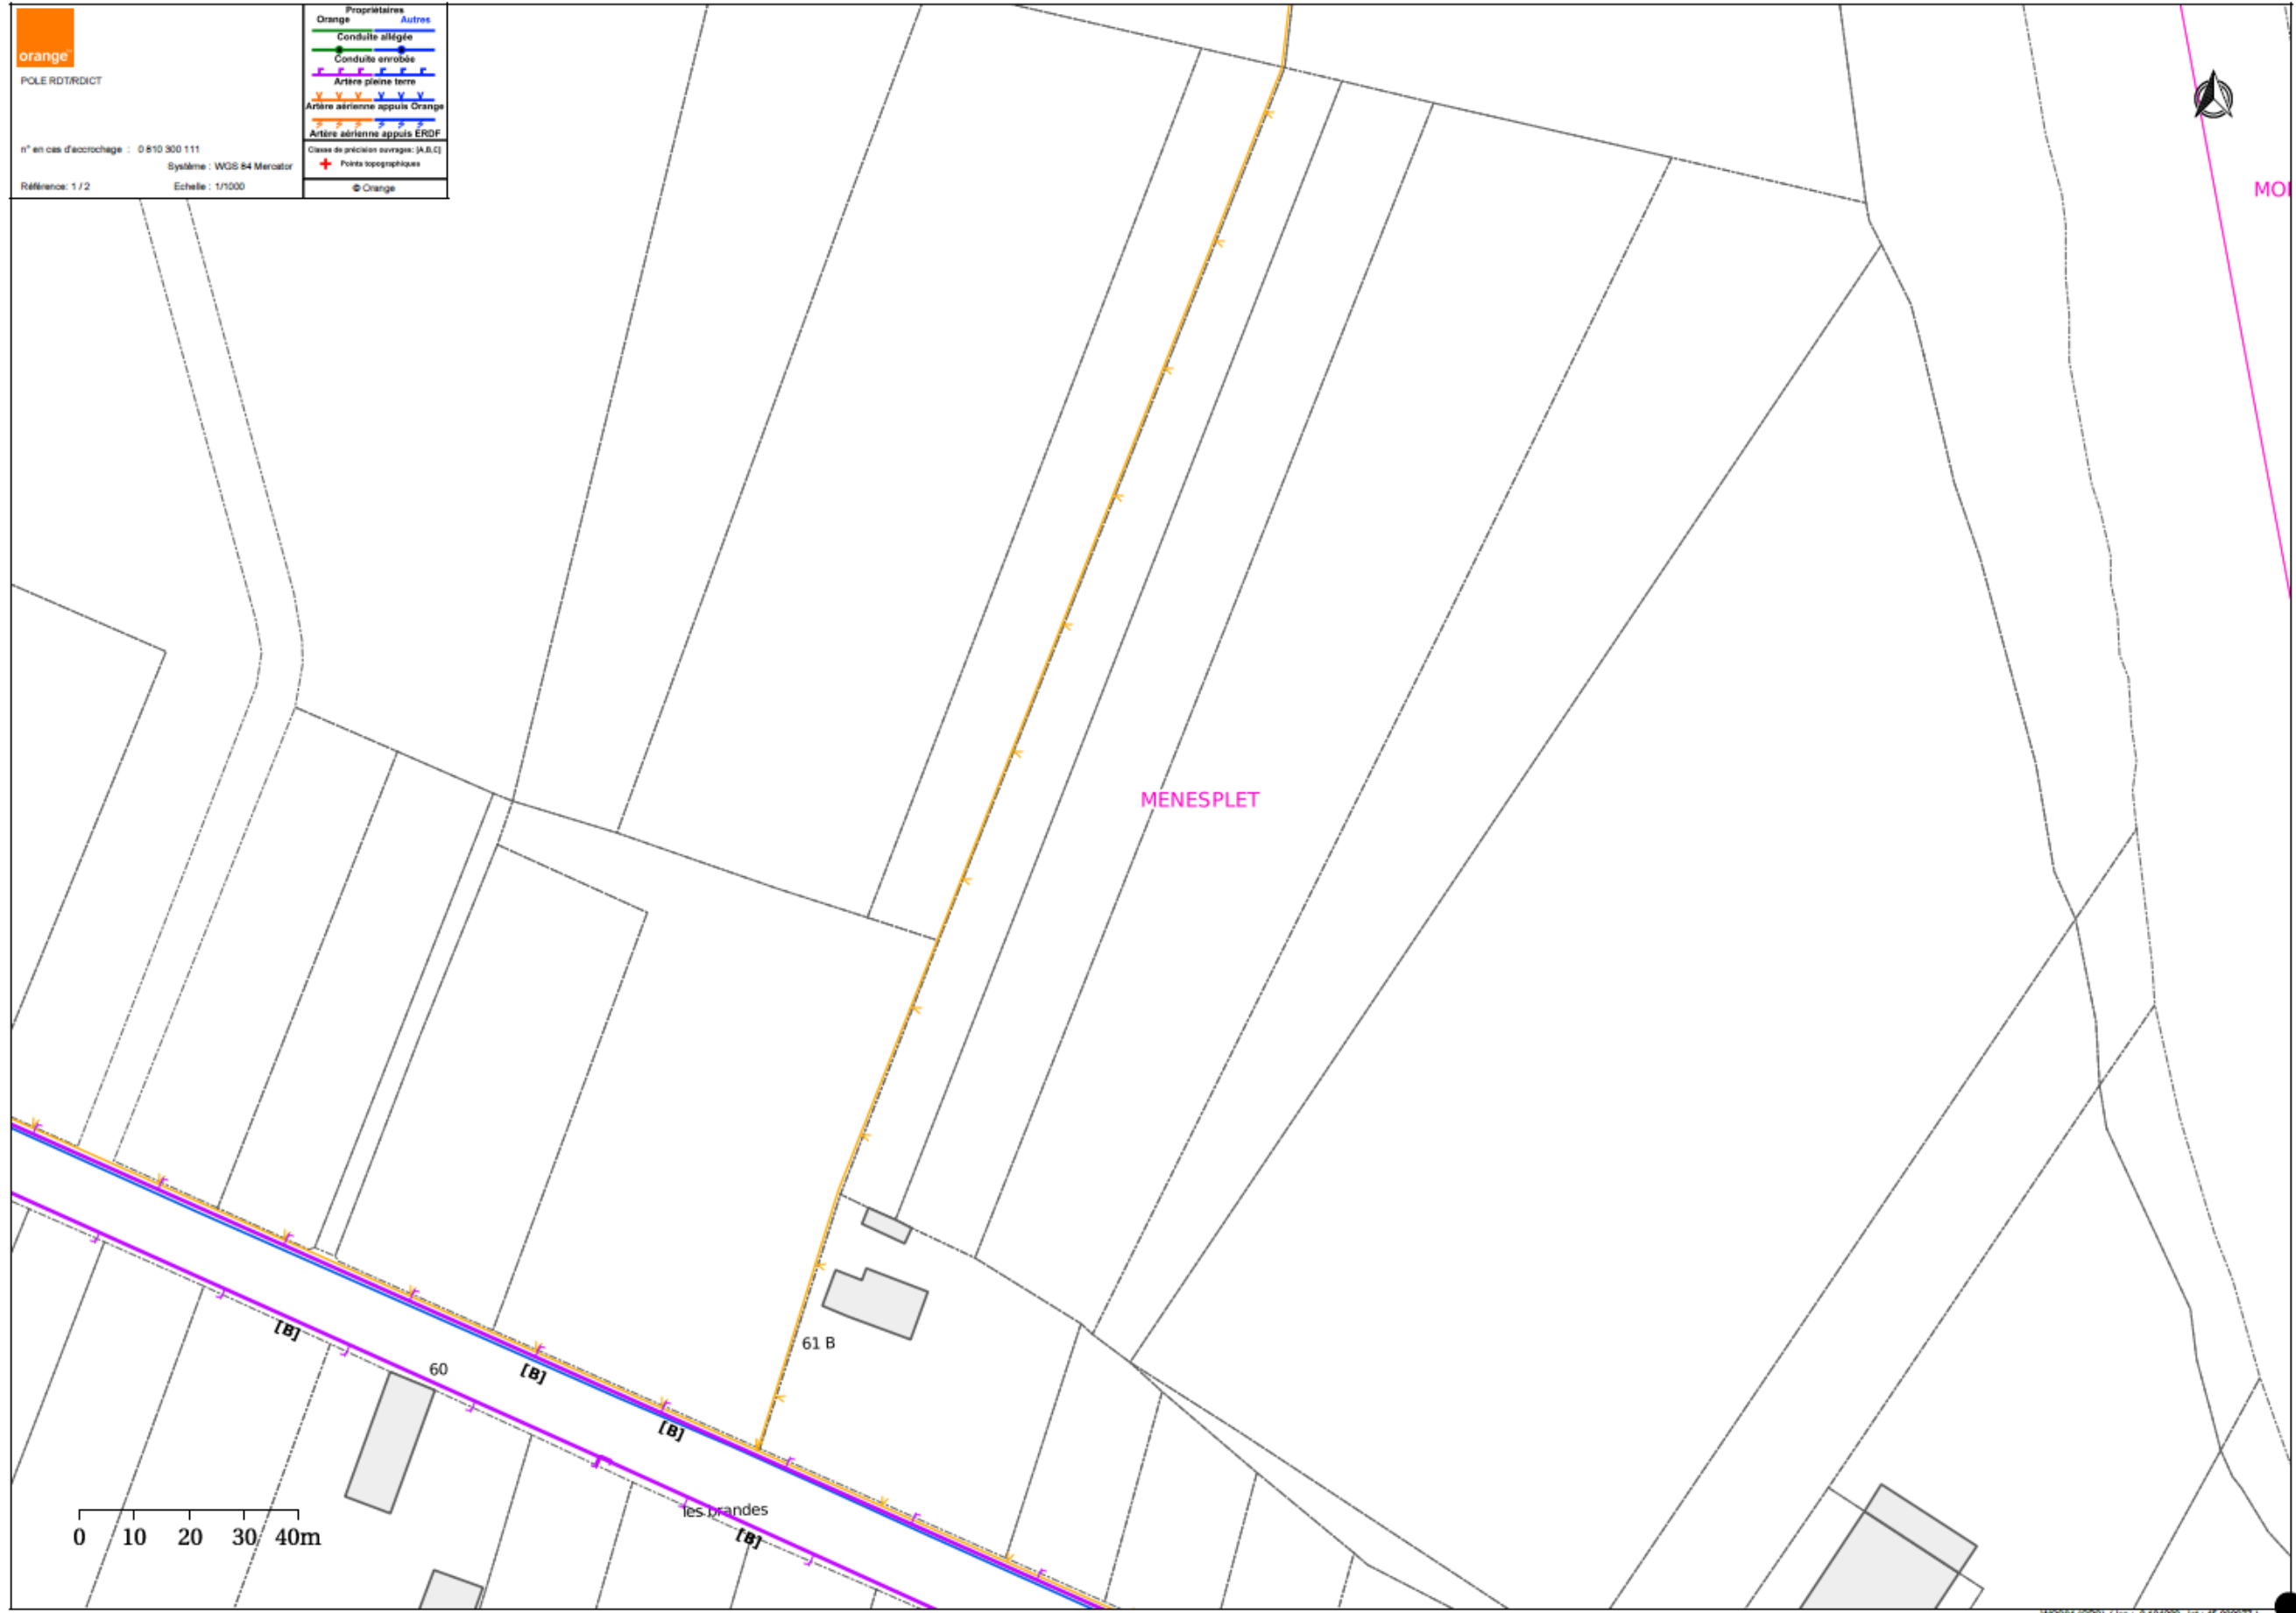 orange
POLE RDT/RDICT
n° en cas d'accrochage : 0 810 300 111
Système : WGS 84 Mercator
Référence: 1 / 2 Echelle : 1/1000
Propriétaires
Orange Autres
Conduite allégée
Conduite enrobée
Artère pleine terre
Artère aérienne appuis Orange
Artère aérienne appuis ERDF
Classe de précision ouvrages: [A,B,C]
Points topographiques
© Orange
MENESPLET
61 B
[B]
60
[B]
[B]
les brandes
[B]
0 10 20 30 40m